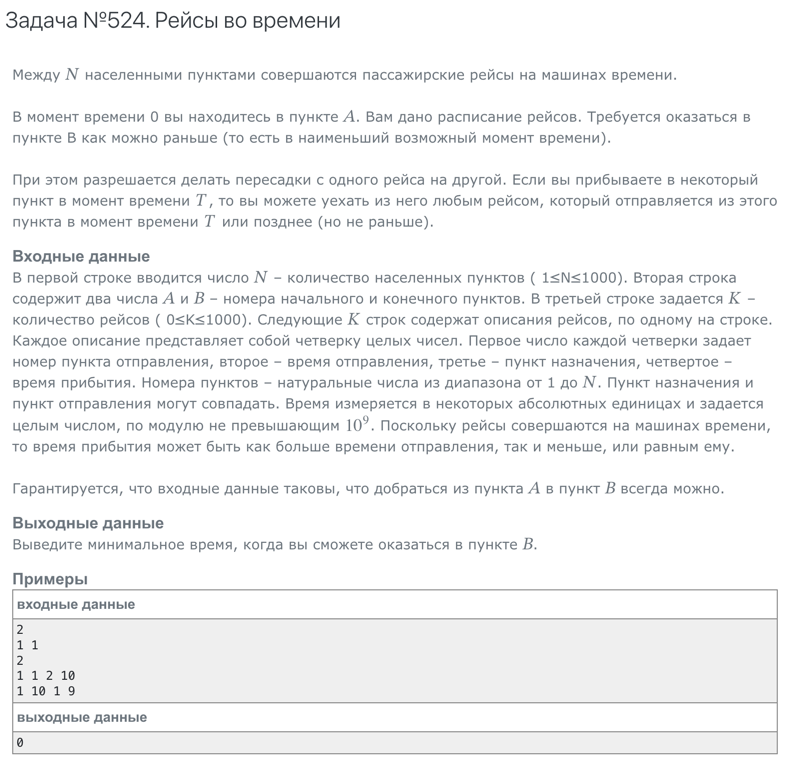 Задача №524. Рейсы во времени
Между N населенными пунктами совершаются пассажирские рейсы на машинах времени.
В момент времени 0 вы находитесь в пункте A. Вам дано расписание рейсов. Требуется оказаться в
пункте B как можно раньше (то есть в наименьший возможный момент времени).
При этом разрешается делать пересадки с одного рейса на другой. Если вы прибываете в некоторый
пункт в момент времени T, то вы можете уехать из него любым рейсом, который отправляется из этого
пункта в момент времени T или позднее (но не раньше).
Входные данные
В первой строке вводится число N – количество населенных пунктов ( 1≤N≤1000). Вторая строка
содержит два числа A и B – номера начального и конечного пунктов. В третьей строке задается K –
количество рейсов ( 0≤K≤1000). Следующие K строк содержат описания рейсов, по одному на строке.
Каждое описание представляет собой четверку целых чисел. Первое число каждой четверки задает
номер пункта отправления, второе – время отправления, третье – пункт назначения, четвертое –
время прибытия. Номера пунктов – натуральные числа из диапазона от 1 до N. Пункт назначения и
пункт отправления могут совпадать. Время измеряется в некоторых абсолютных единицах и задается
целым числом, по модулю не превышающим 10⁹. Поскольку рейсы совершаются на машинах времени,
то время прибытия может быть как больше времени отправления, так и меньше, или равным ему.
Гарантируется, что входные данные таковы, что добраться из пункта A в пункт B всегда можно.
Выходные данные
Выведите минимальное время, когда вы сможете оказаться в пункте B.
Примеры
входные данные
2
1 1
2
1 1 2 10
1 10 1 9
выходные данные
0